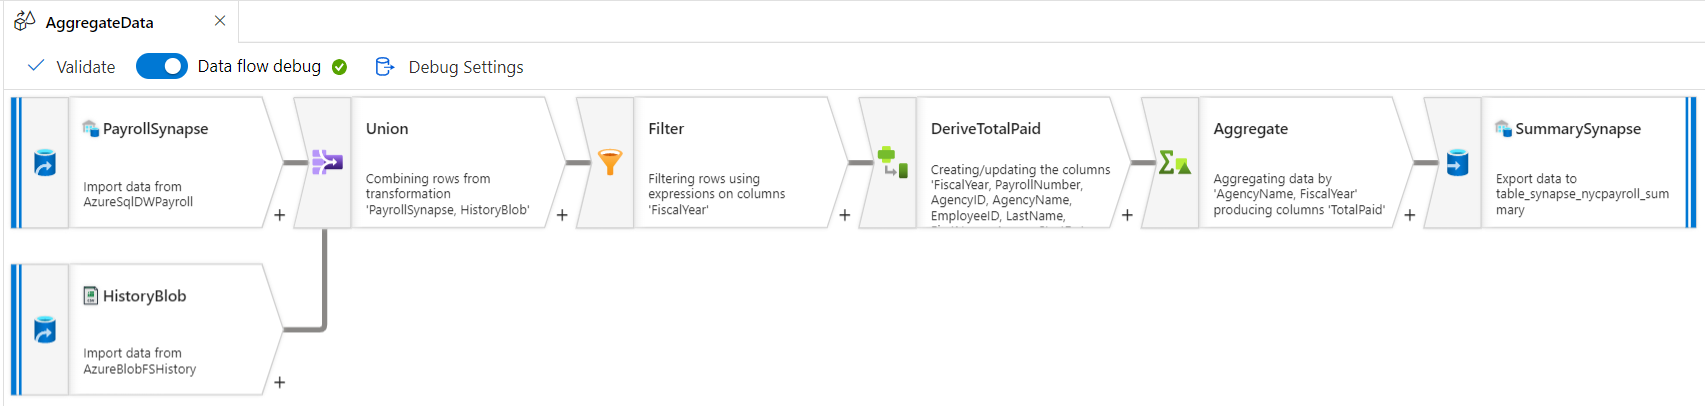 AggregateData
Validate
Data flow debug
Debug Settings
PayrollSynapse
Import data from
AzureSqlDWPayroll
+
Union
Combining rows from
transformation
'PayrollSynapse, HistoryBlob'
+
Filter
Filtering rows using
expressions on columns
'FiscalYear'
+
DeriveTotalPaid
Creating/updating the columns
'FiscalYear, PayrollNumber,
AgencyID, AgencyName,
EmployeeID, LastName,
+
Aggregate
Aggregating data by
'AgencyName, FiscalYear'
producing columns 'TotalPaid'
+
SummarySynapse
Export data to
table_synapse_nycpayroll_sum
mary
HistoryBlob
Import data from
AzureBlobFSHistory
+